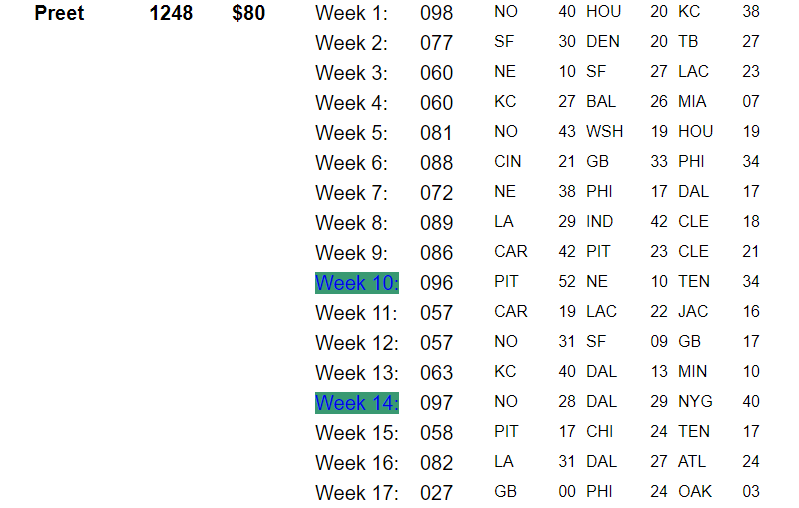 Preet 1248 $80 Week 1: 098 NO 40 HOU 20 KC 38
Week 2: 077 SF 30 DEN 20 TB 27
Week 3: 060 NE 10 SF 27 LAC 23
Week 4: 060 KC 27 BAL 26 MIA 07
Week 5: 081 NO 43 WSH 19 HOU 19
Week 6: 088 CIN 21 GB 33 PHI 34
Week 7: 072 NE 38 PHI 17 DAL 17
Week 8: 089 LA 29 IND 42 CLE 18
Week 9: 086 CAR 42 PIT 23 CLE 21
Week 10: 096 PIT 52 NE 10 TEN 34
Week 11: 057 CAR 19 LAC 22 JAC 16
Week 12: 057 NO 31 SF 09 GB 17
Week 13: 063 KC 40 DAL 13 MIN 10
Week 14: 097 NO 28 DAL 29 NYG 40
Week 15: 058 PIT 17 CHI 24 TEN 17
Week 16: 082 LA 31 DAL 27 ATL 24
Week 17: 027 GB 00 PHI 24 OAK 03